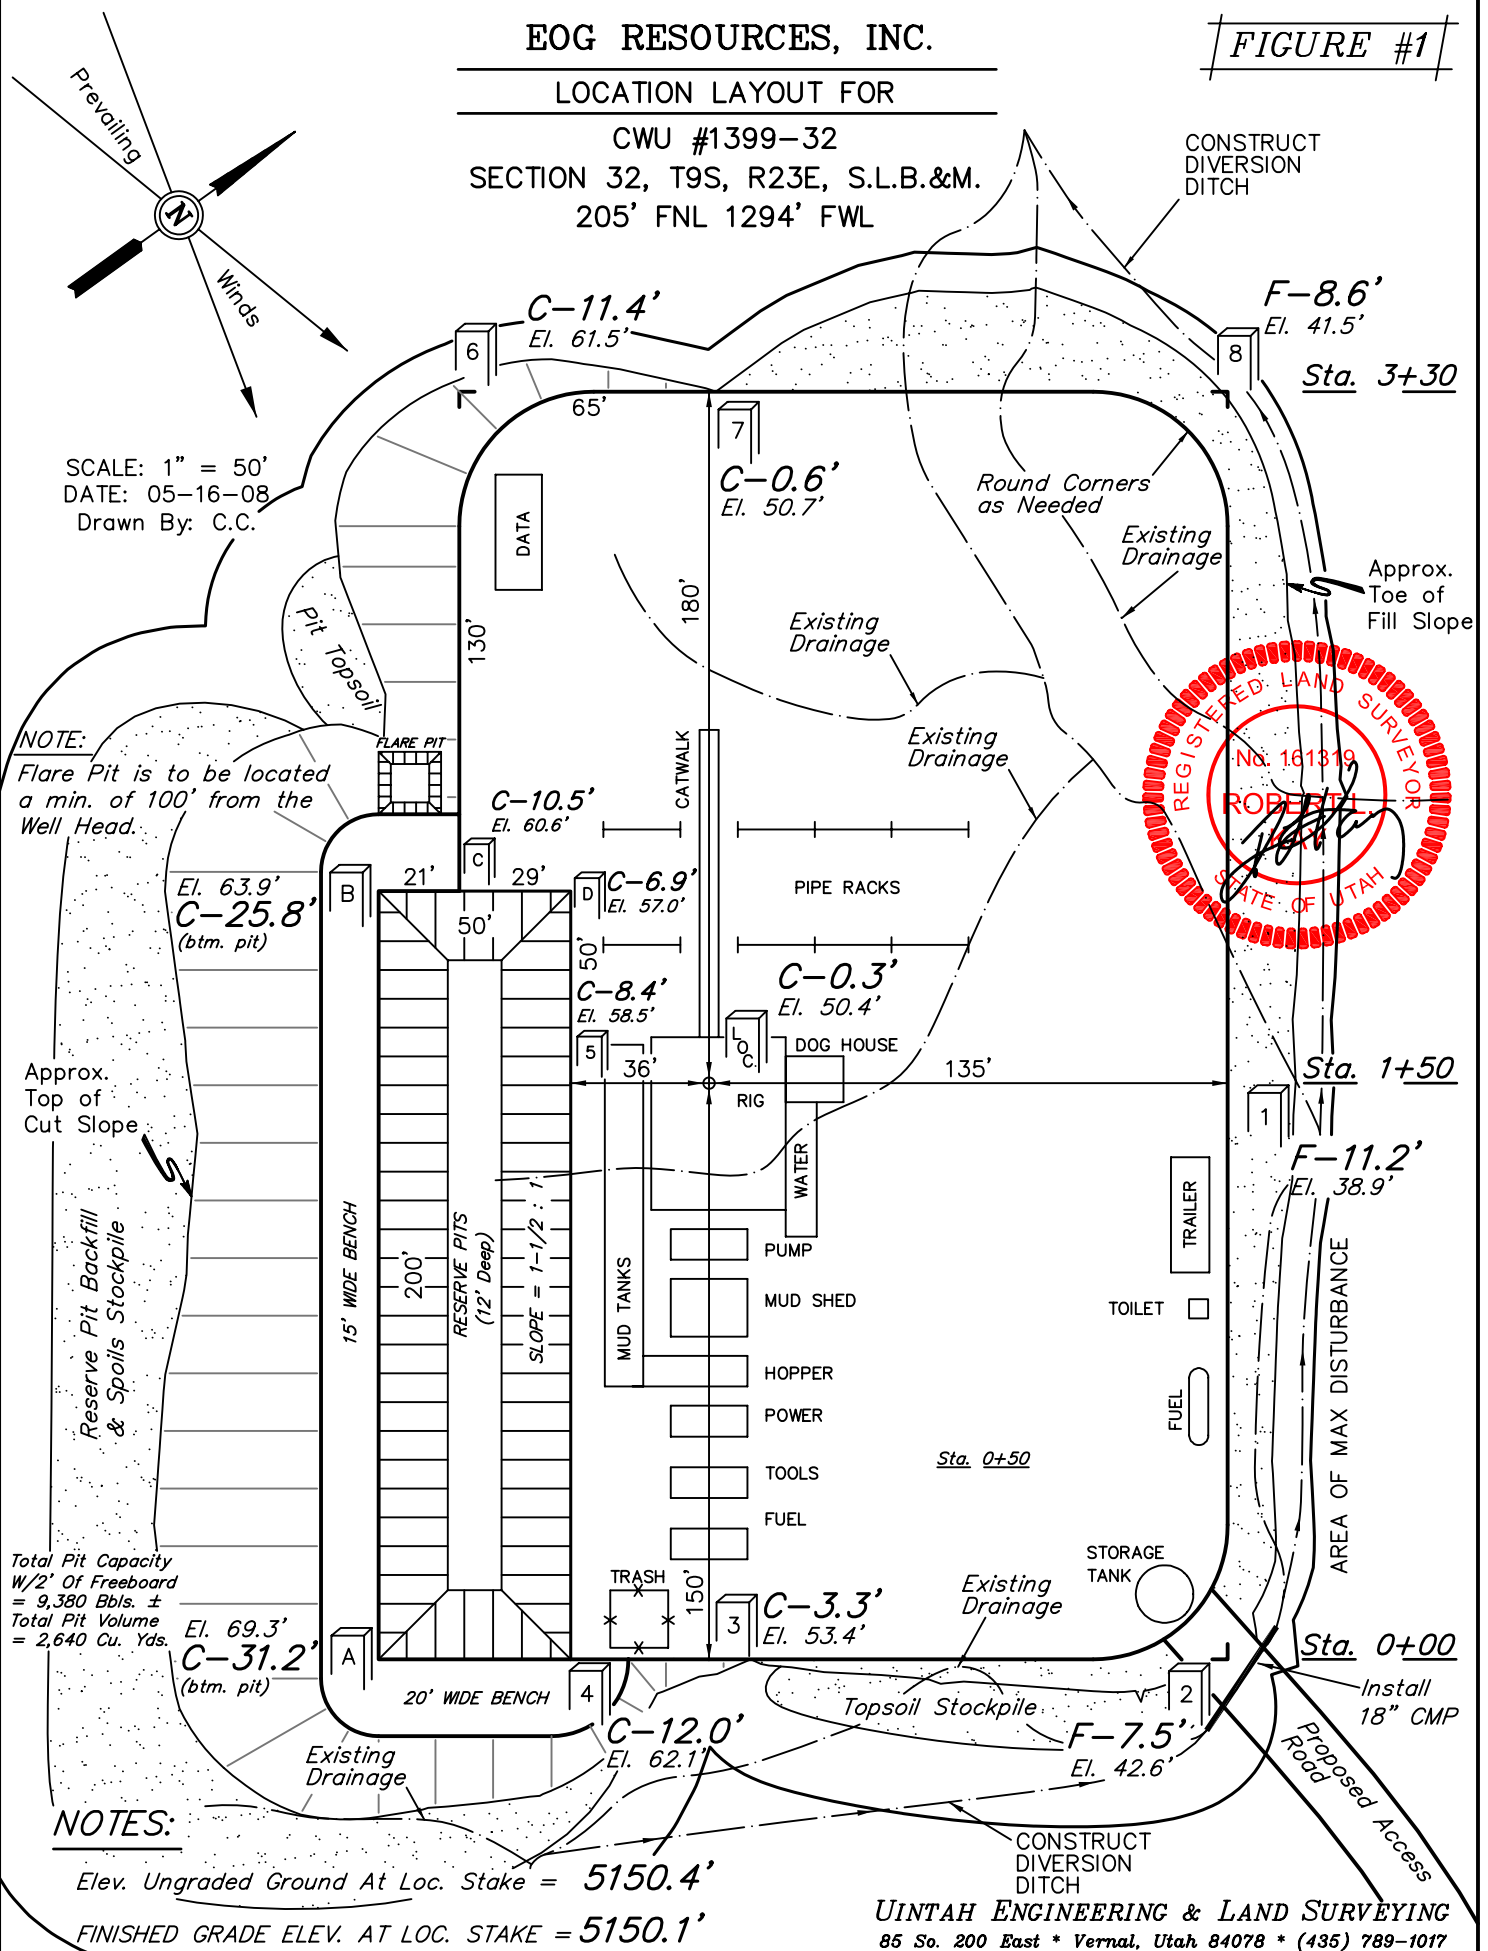 EOG RESOURCES, INC.
LOCATION LAYOUT FOR
CWU #1399-32
SECTION 32, T9S, R23E, S.L.B.&M.
205' FNL 1294' FWL
FIGURE #1
Prevailing
N
Winds
CONSTRUCT
DIVERSION
DITCH
SCALE: 1" = 50'
DATE: 05-16-08
Drawn By: C.C.
6
C-11.4'
El. 61.5'
F-8.6'
El. 41.5'
8
Sta. 3+30
65'
7
C-0.6'
El. 50.7'
Round Corners
as Needed
DATA
Existing
Drainage
Approx.
Toe of
Fill Slope
180'
130'
Pit Topsoil
Existing
Drainage
REGISTERED LAND SURVEYOR
No. 161319
ROBERT L.
KAY
STATE OF UTAH
NOTE:
Flare Pit is to be located
a min. of 100' from the
Well Head.
FLARE PIT
CATWALK
Existing
Drainage
C-10.5'
El. 60.6'
C
B
El. 63.9'
C-25.8'
(btm. pit)
21'
29'
50'
D
C-6.9'
El. 57.0'
50'
PIPE RACKS
C-8.4'
El. 58.5'
5
C-0.3'
El. 50.4'
LOC.
DOG HOUSE
36'
135'
RIG
Sta. 1+50
1
F-11.2'
El. 38.9'
Approx.
Top of
Cut Slope
WATER
TRAILER
Reserve Pit Backfill
& Spoils Stockpile
15' WIDE BENCH
200'
RESERVE PITS
(12' Deep)
SLOPE = 1-1/2 : 1
MUD TANKS
PUMP
MUD SHED
HOPPER
POWER
TOOLS
FUEL
TOILET
FUEL
AREA OF MAX DISTURBANCE
Sta. 0+50
STORAGE
TANK
Total Pit Capacity
W/2' Of Freeboard
= 9,380 Bbls. ±
Total Pit Volume
= 2,640 Cu. Yds.
El. 69.3'
C-31.2'
(btm. pit)
A
TRASH
150'
3
C-3.3'
El. 53.4'
Existing
Drainage
Sta. 0+00
Install
18" CMP
20' WIDE BENCH
4
C-12.0'
El. 62.1'
Topsoil Stockpile
2
F-7.5'
El. 42.6'
Proposed Access
Road
Existing
Drainage
CONSTRUCT
DIVERSION
DITCH
NOTES:
Elev. Ungraded Ground At Loc. Stake = 5150.4'
FINISHED GRADE ELEV. AT LOC. STAKE = 5150.1'
UINTAH ENGINEERING & LAND SURVEYING
85 So. 200 East * Vernal, Utah 84078 * (435) 789-1017